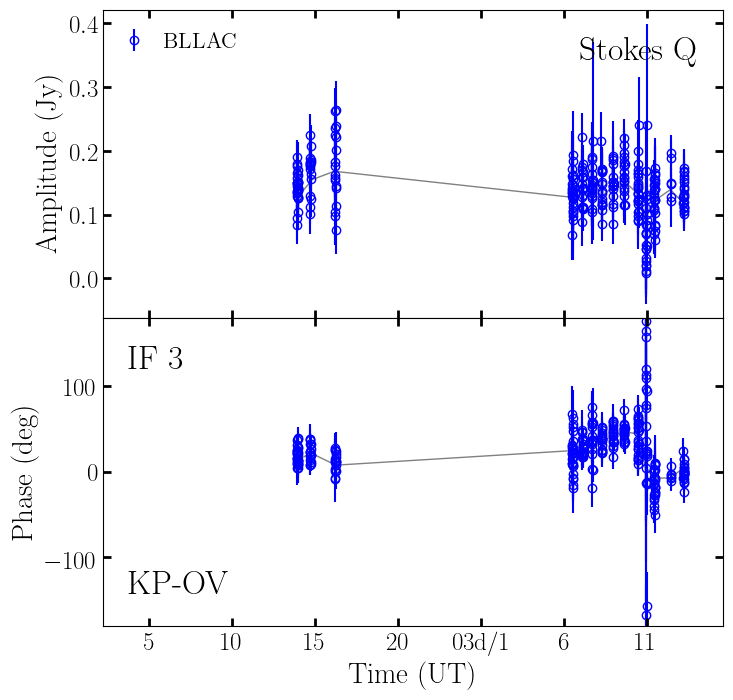 BLLAC
Stokes Q
0.4
0.3
0.2
0.1
0.0
Amplitude (Jy)
IF 3
100
0
−100
Phase (deg)
KP-OV
5 10 15 20 03d/1 6 11
Time (UT)